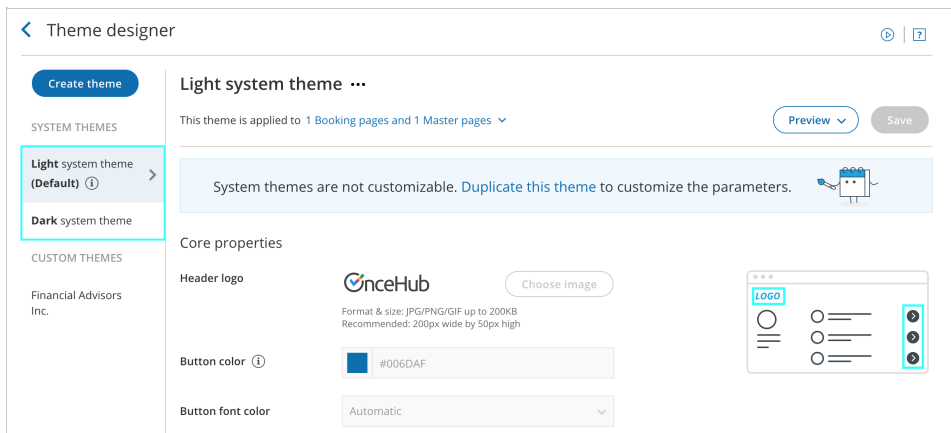 Theme designer
?
Create theme
SYSTEM THEMES
Light system theme
(Default) i
Dark system theme
CUSTOM THEMES
Financial Advisors
Inc.
Light system theme •••
This theme is applied to 1 Booking pages and 1 Master pages
Preview
Save
System themes are not customizable. Duplicate this theme to customize the parameters.
Core properties
Header logo
OnceHub
Choose image
Format & size: JPG/PNG/GIF up to 200KB
Recommended: 200px wide by 50px high
LOGO
Button color i
#006DAF
Button font color
Automatic